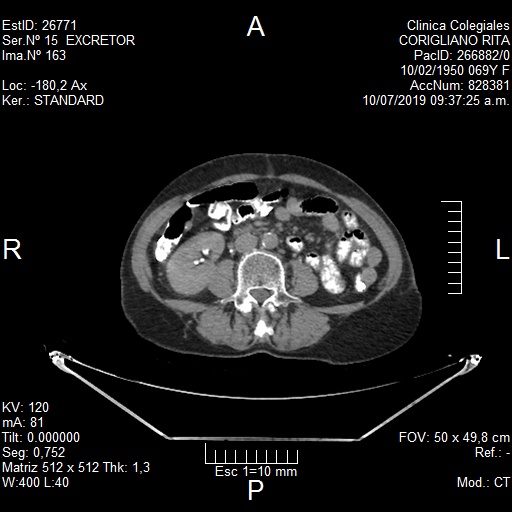 EstID: 26771
Ser.Nº 15 EXCRETOR
Ima.Nº 163
Loc: -180,2 Ax
Ker.: STANDARD
A
Clinica Colegiales
CORIGLIANO RITA
PacID: 266882/0
10/02/1950 069Y F
AccNum: 828381
10/07/2019 09:37:25 a.m.
R
L
KV: 120
mA: 81
Tilt: 0.000000
Seg: 0,752
Matriz 512 x 512 Thk: 1,3
W:400 L:40
Esc 1=10 mm
P
FOV: 50 x 49,8 cm
Ref.: -
Mod.: CT